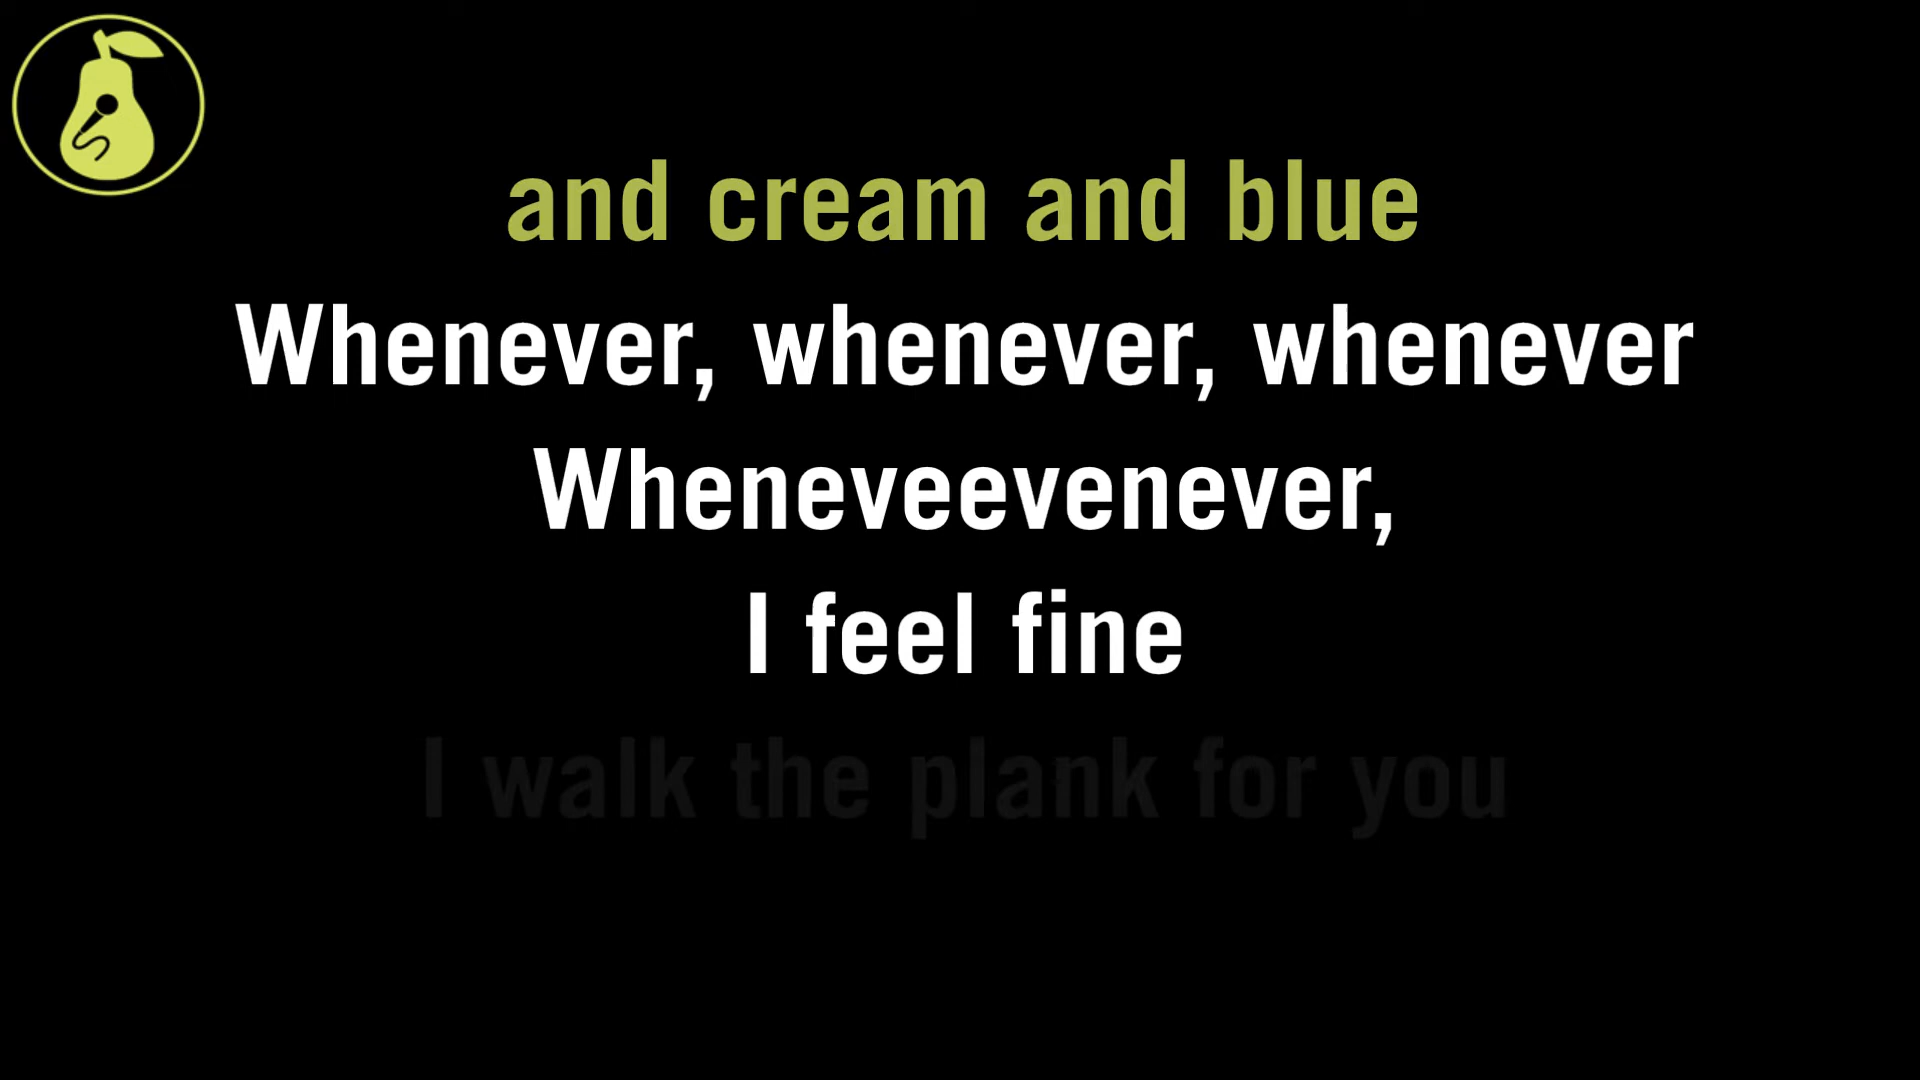 and cream and blue
Whenever, whenever, whenever
Wheneveevenever,
I feel fine
I walk the plank for you